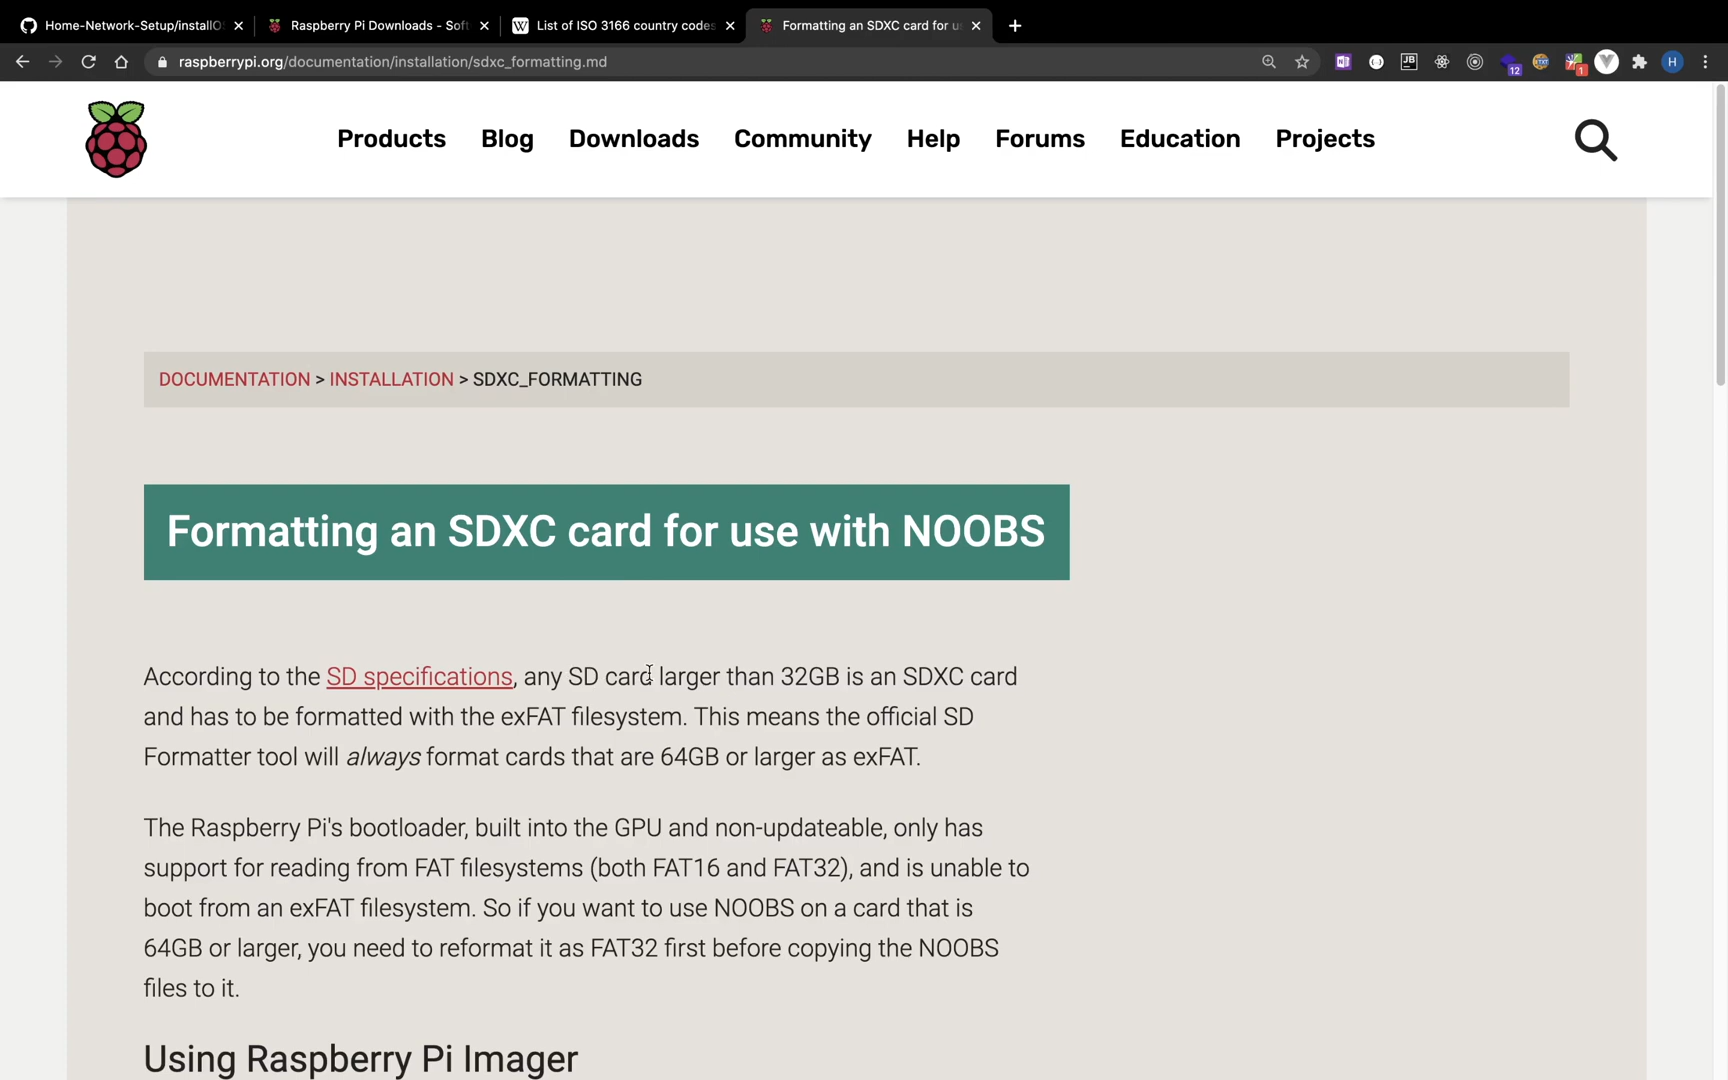 Home-Network-Setup/installO
Raspberry Pi Downloads - Soft
W List of ISO 3166 country codes
Formatting an SDXC card for u
raspberrypi.org/documentation/installation/sdxc_formatting.md
N JB 12 TXT 1 H
Products Blog Downloads Community Help Forums Education Projects
DOCUMENTATION > INSTALLATION > SDXC_FORMATTING
Formatting an SDXC card for use with NOOBS
According to the SD specifications, any SD card larger than 32GB is an SDXC card
and has to be formatted with the exFAT filesystem. This means the official SD
Formatter tool will always format cards that are 64GB or larger as exFAT.
The Raspberry Pi's bootloader, built into the GPU and non-updateable, only has
support for reading from FAT filesystems (both FAT16 and FAT32), and is unable to
boot from an exFAT filesystem. So if you want to use NOOBS on a card that is
64GB or larger, you need to reformat it as FAT32 first before copying the NOOBS
files to it.
Using Raspberry Pi Imager